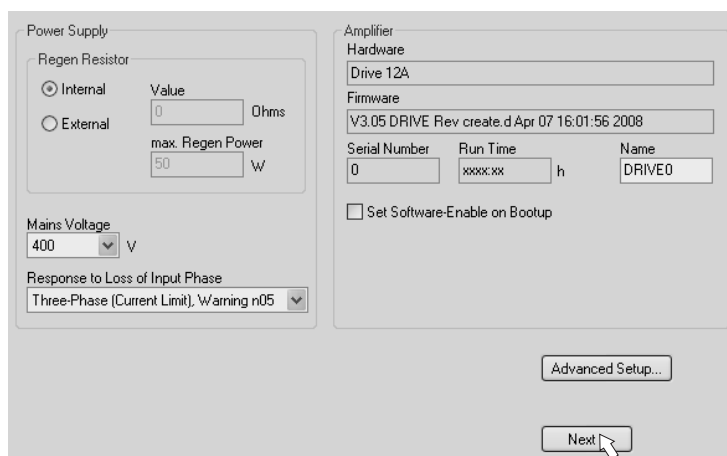 Power Supply
Regen Resistor
Internal
External
Value
0 Ohms
max. Regen Power
50 W
Mains Voltage
400 V
Response to Loss of Input Phase
Three-Phase (Current Limit), Warning n05
Amplifier
Hardware
Drive 12A
Firmware
V3.05 DRIVE Rev create.d Apr 07 16:01:56 2008
Serial Number Run Time Name
0 xxxx:xx h DRIVE0
Set Software-Enable on Bootup
Advanced Setup...
Next